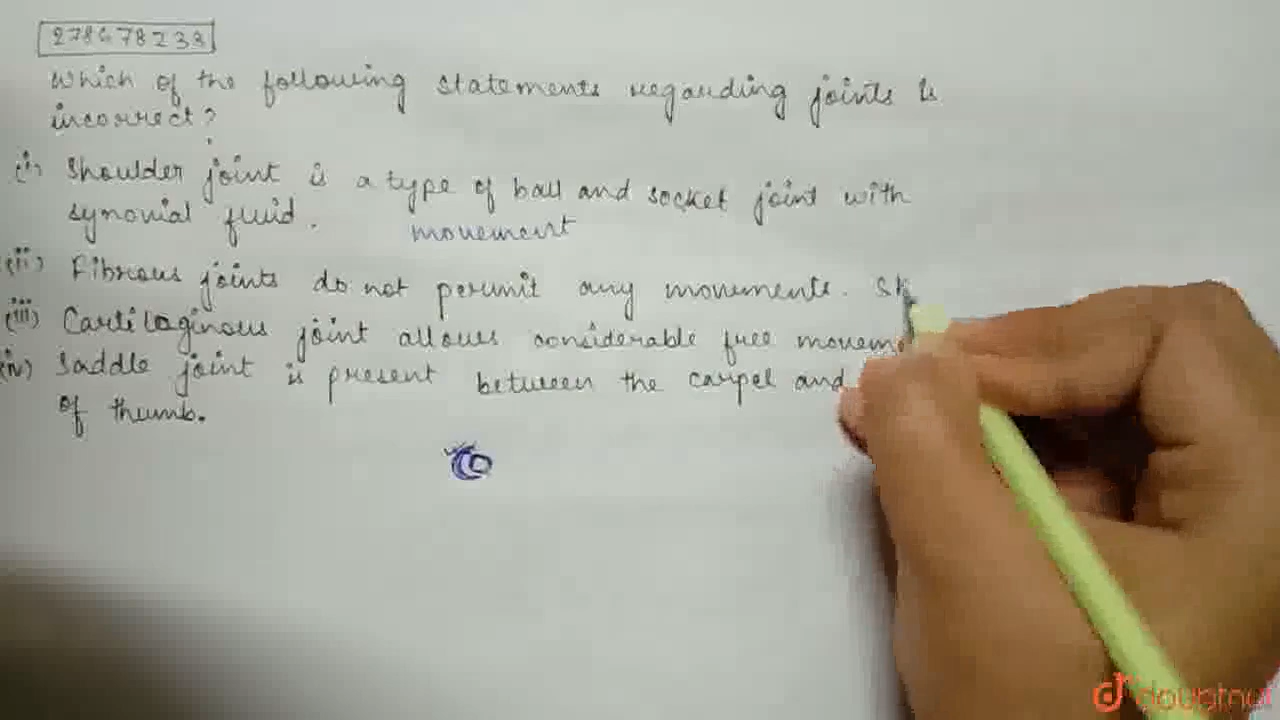 278678233
Which of the following statements regarding joints is
incorrect?
(i) Shoulder joint is a type of ball and socket joint with
synovial fluid. movement
(ii) Fibrous joints do not permit any movements. Sk
(iii) Cartilaginous joint allows considerable free movem
(iv) Saddle joint is present between the carpel and
of thumb.
doubtnut